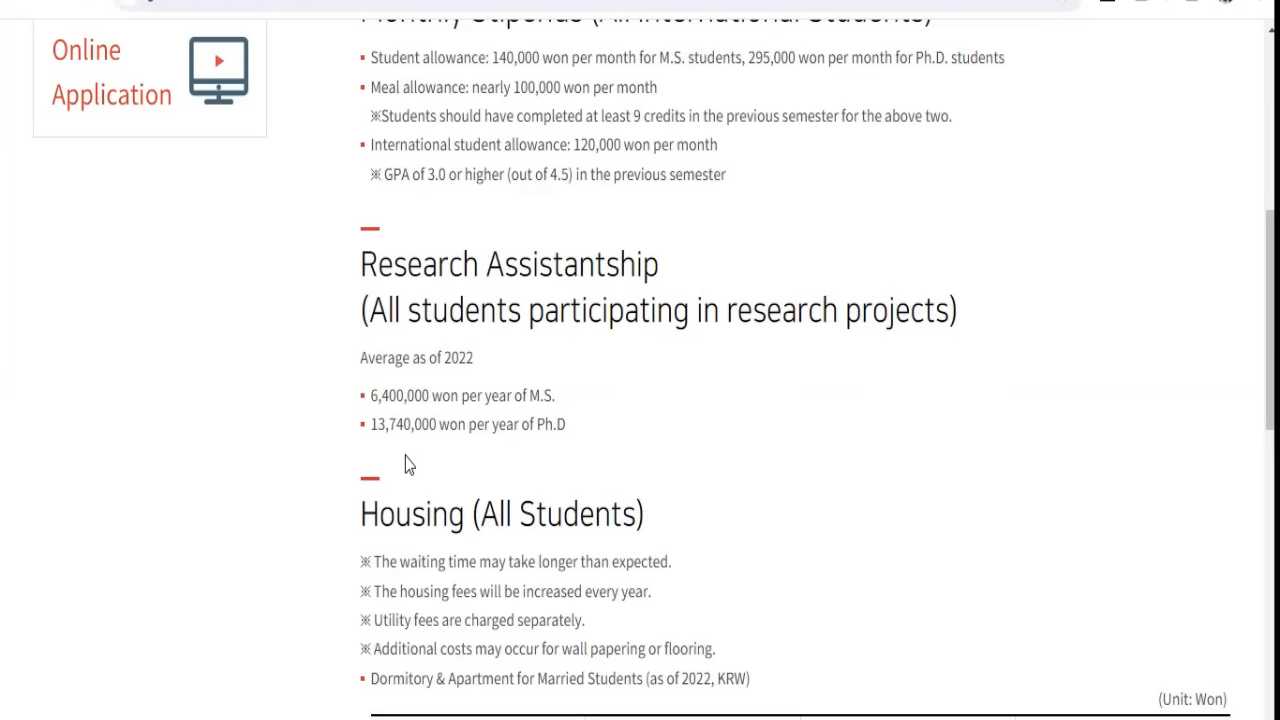 Monthly Stipends (All International Students)
Online
Application
Student allowance: 140,000 won per month for M.S. students, 295,000 won per month for Ph.D. students
Meal allowance: nearly 100,000 won per month
※Students should have completed at least 9 credits in the previous semester for the above two.
International student allowance: 120,000 won per month
※ GPA of 3.0 or higher (out of 4.5) in the previous semester
Research Assistantship
(All students participating in research projects)
Average as of 2022
6,400,000 won per year of M.S.
13,740,000 won per year of Ph.D
Housing (All Students)
※ The waiting time may take longer than expected.
※ The housing fees will be increased every year.
※ Utility fees are charged separately.
※ Additional costs may occur for wall papering or flooring.
Dormitory & Apartment for Married Students (as of 2022, KRW)
(Unit: Won)